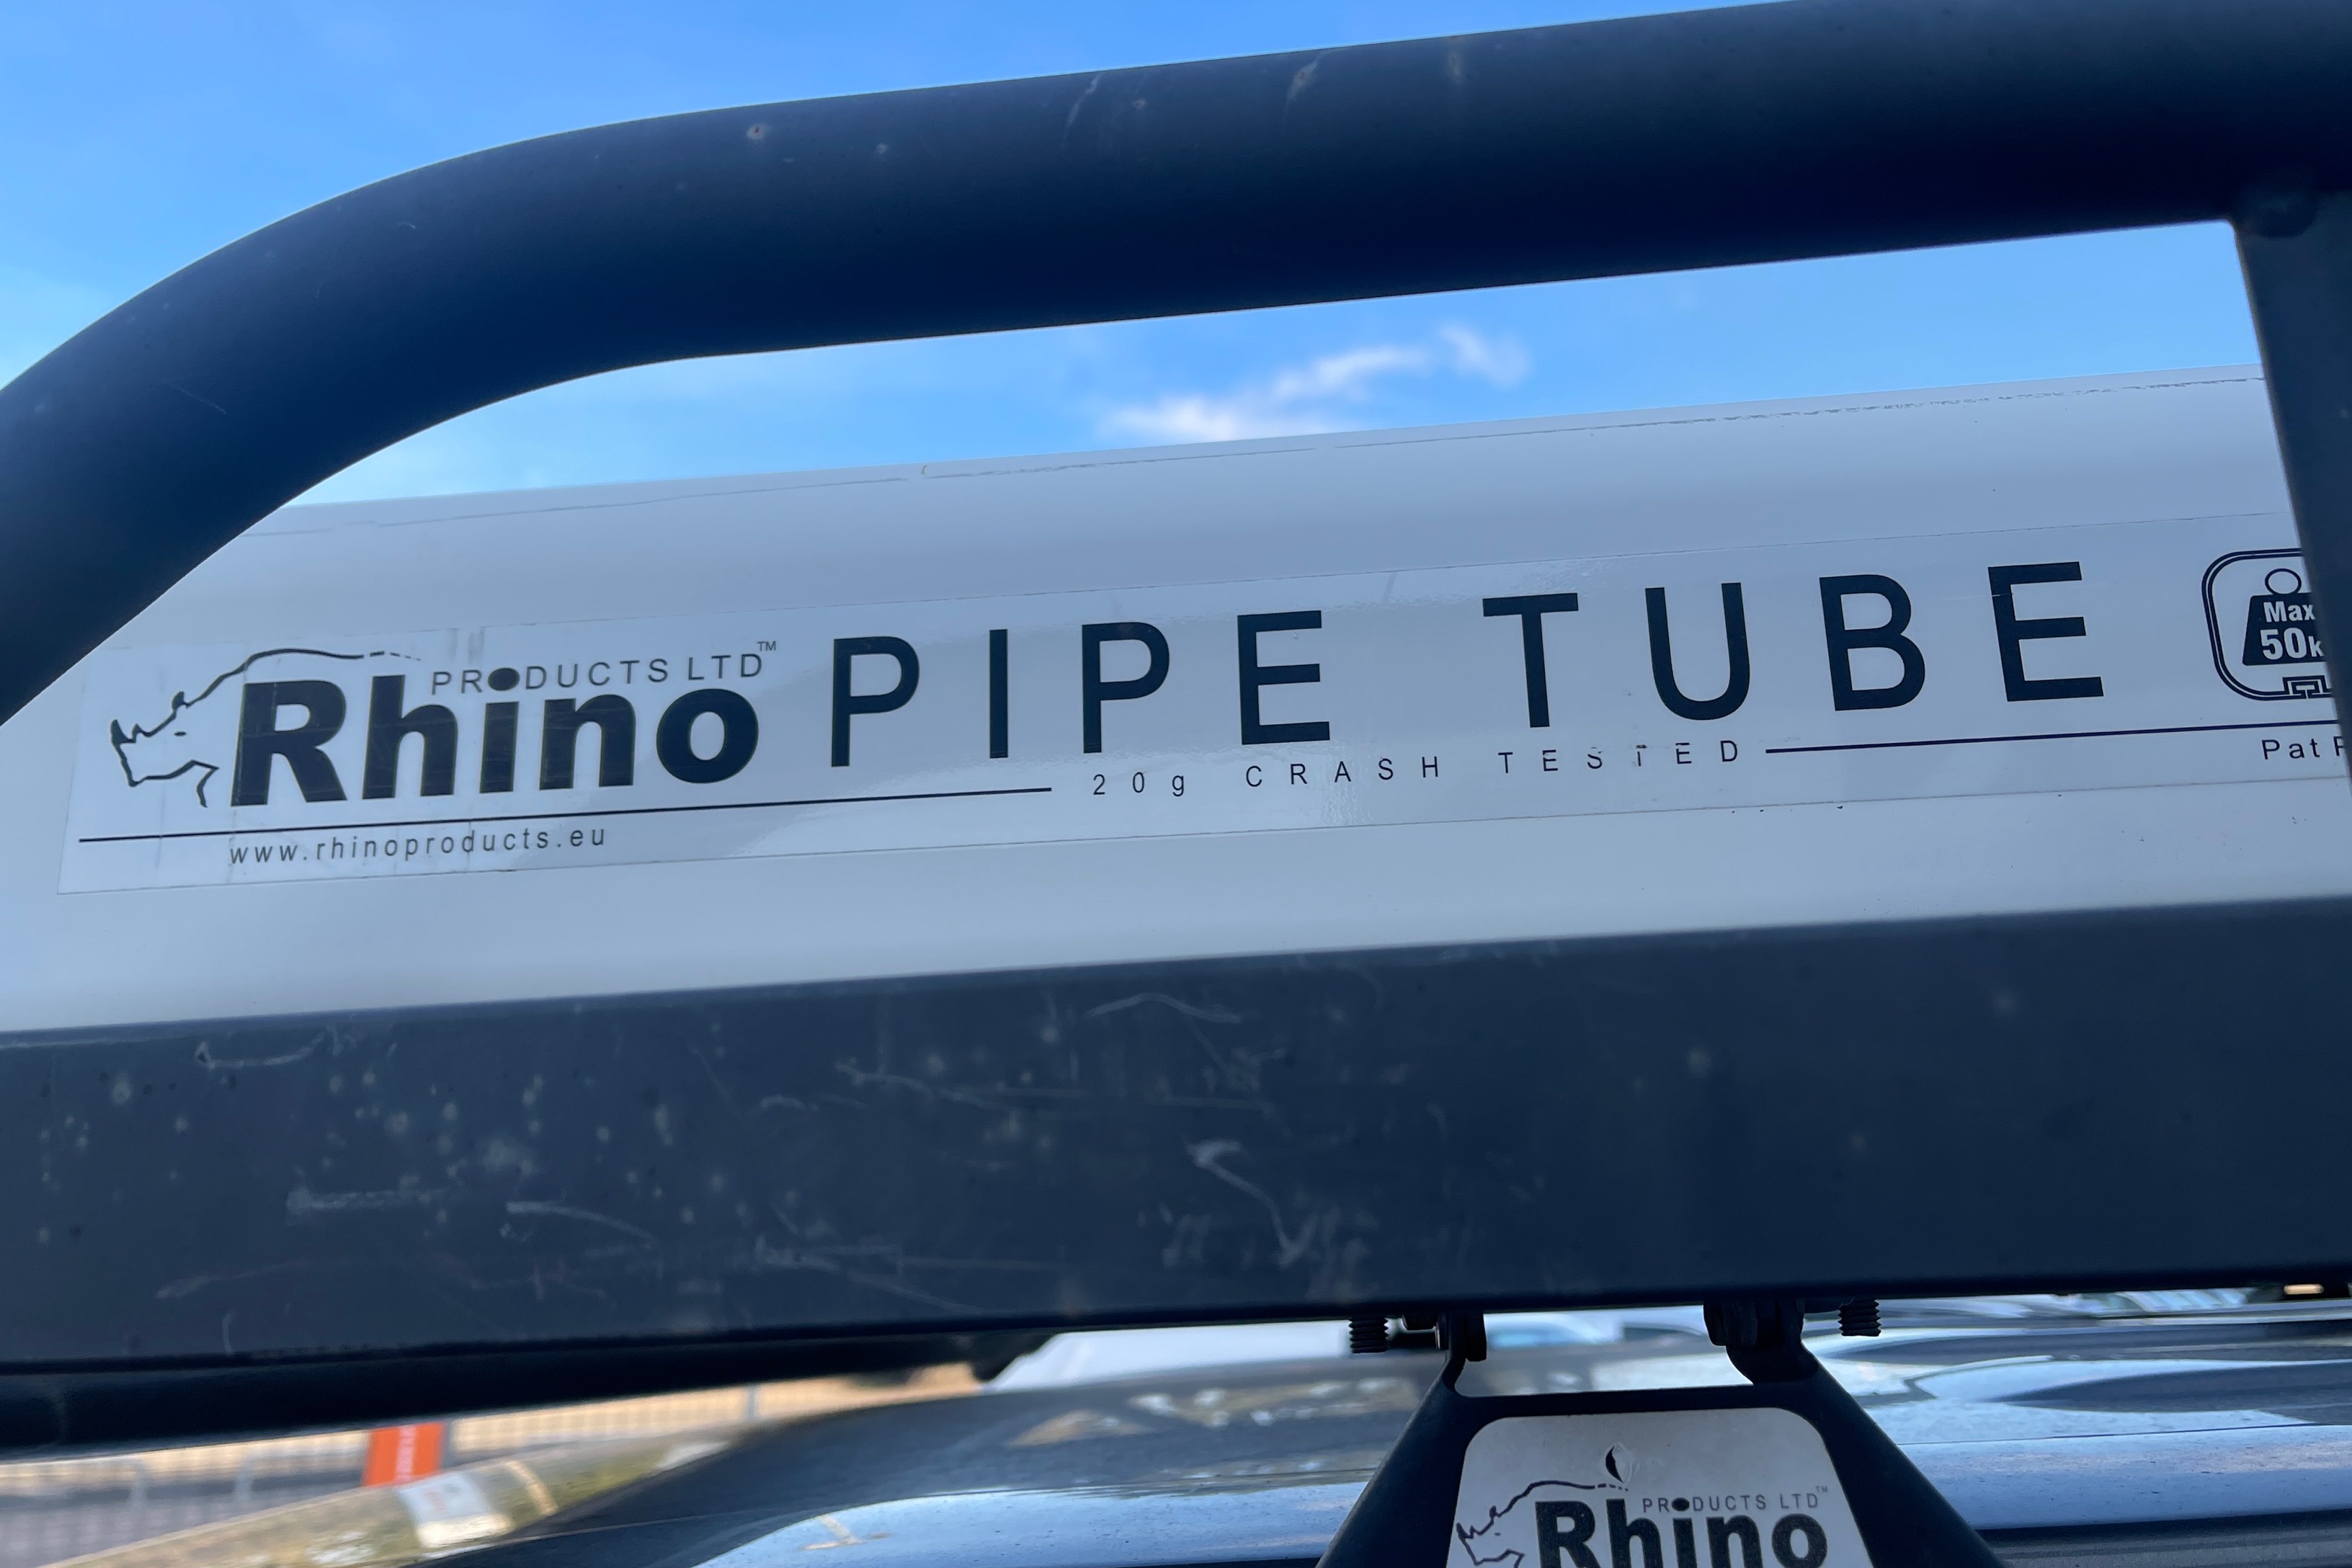 PRODUCTS LTD™
Rhino PIPE TUBE
Max
50k
20g CRASH TESTED
Pat
www.rhinoproducts.eu
PRODUCTS LTD™
Rhino